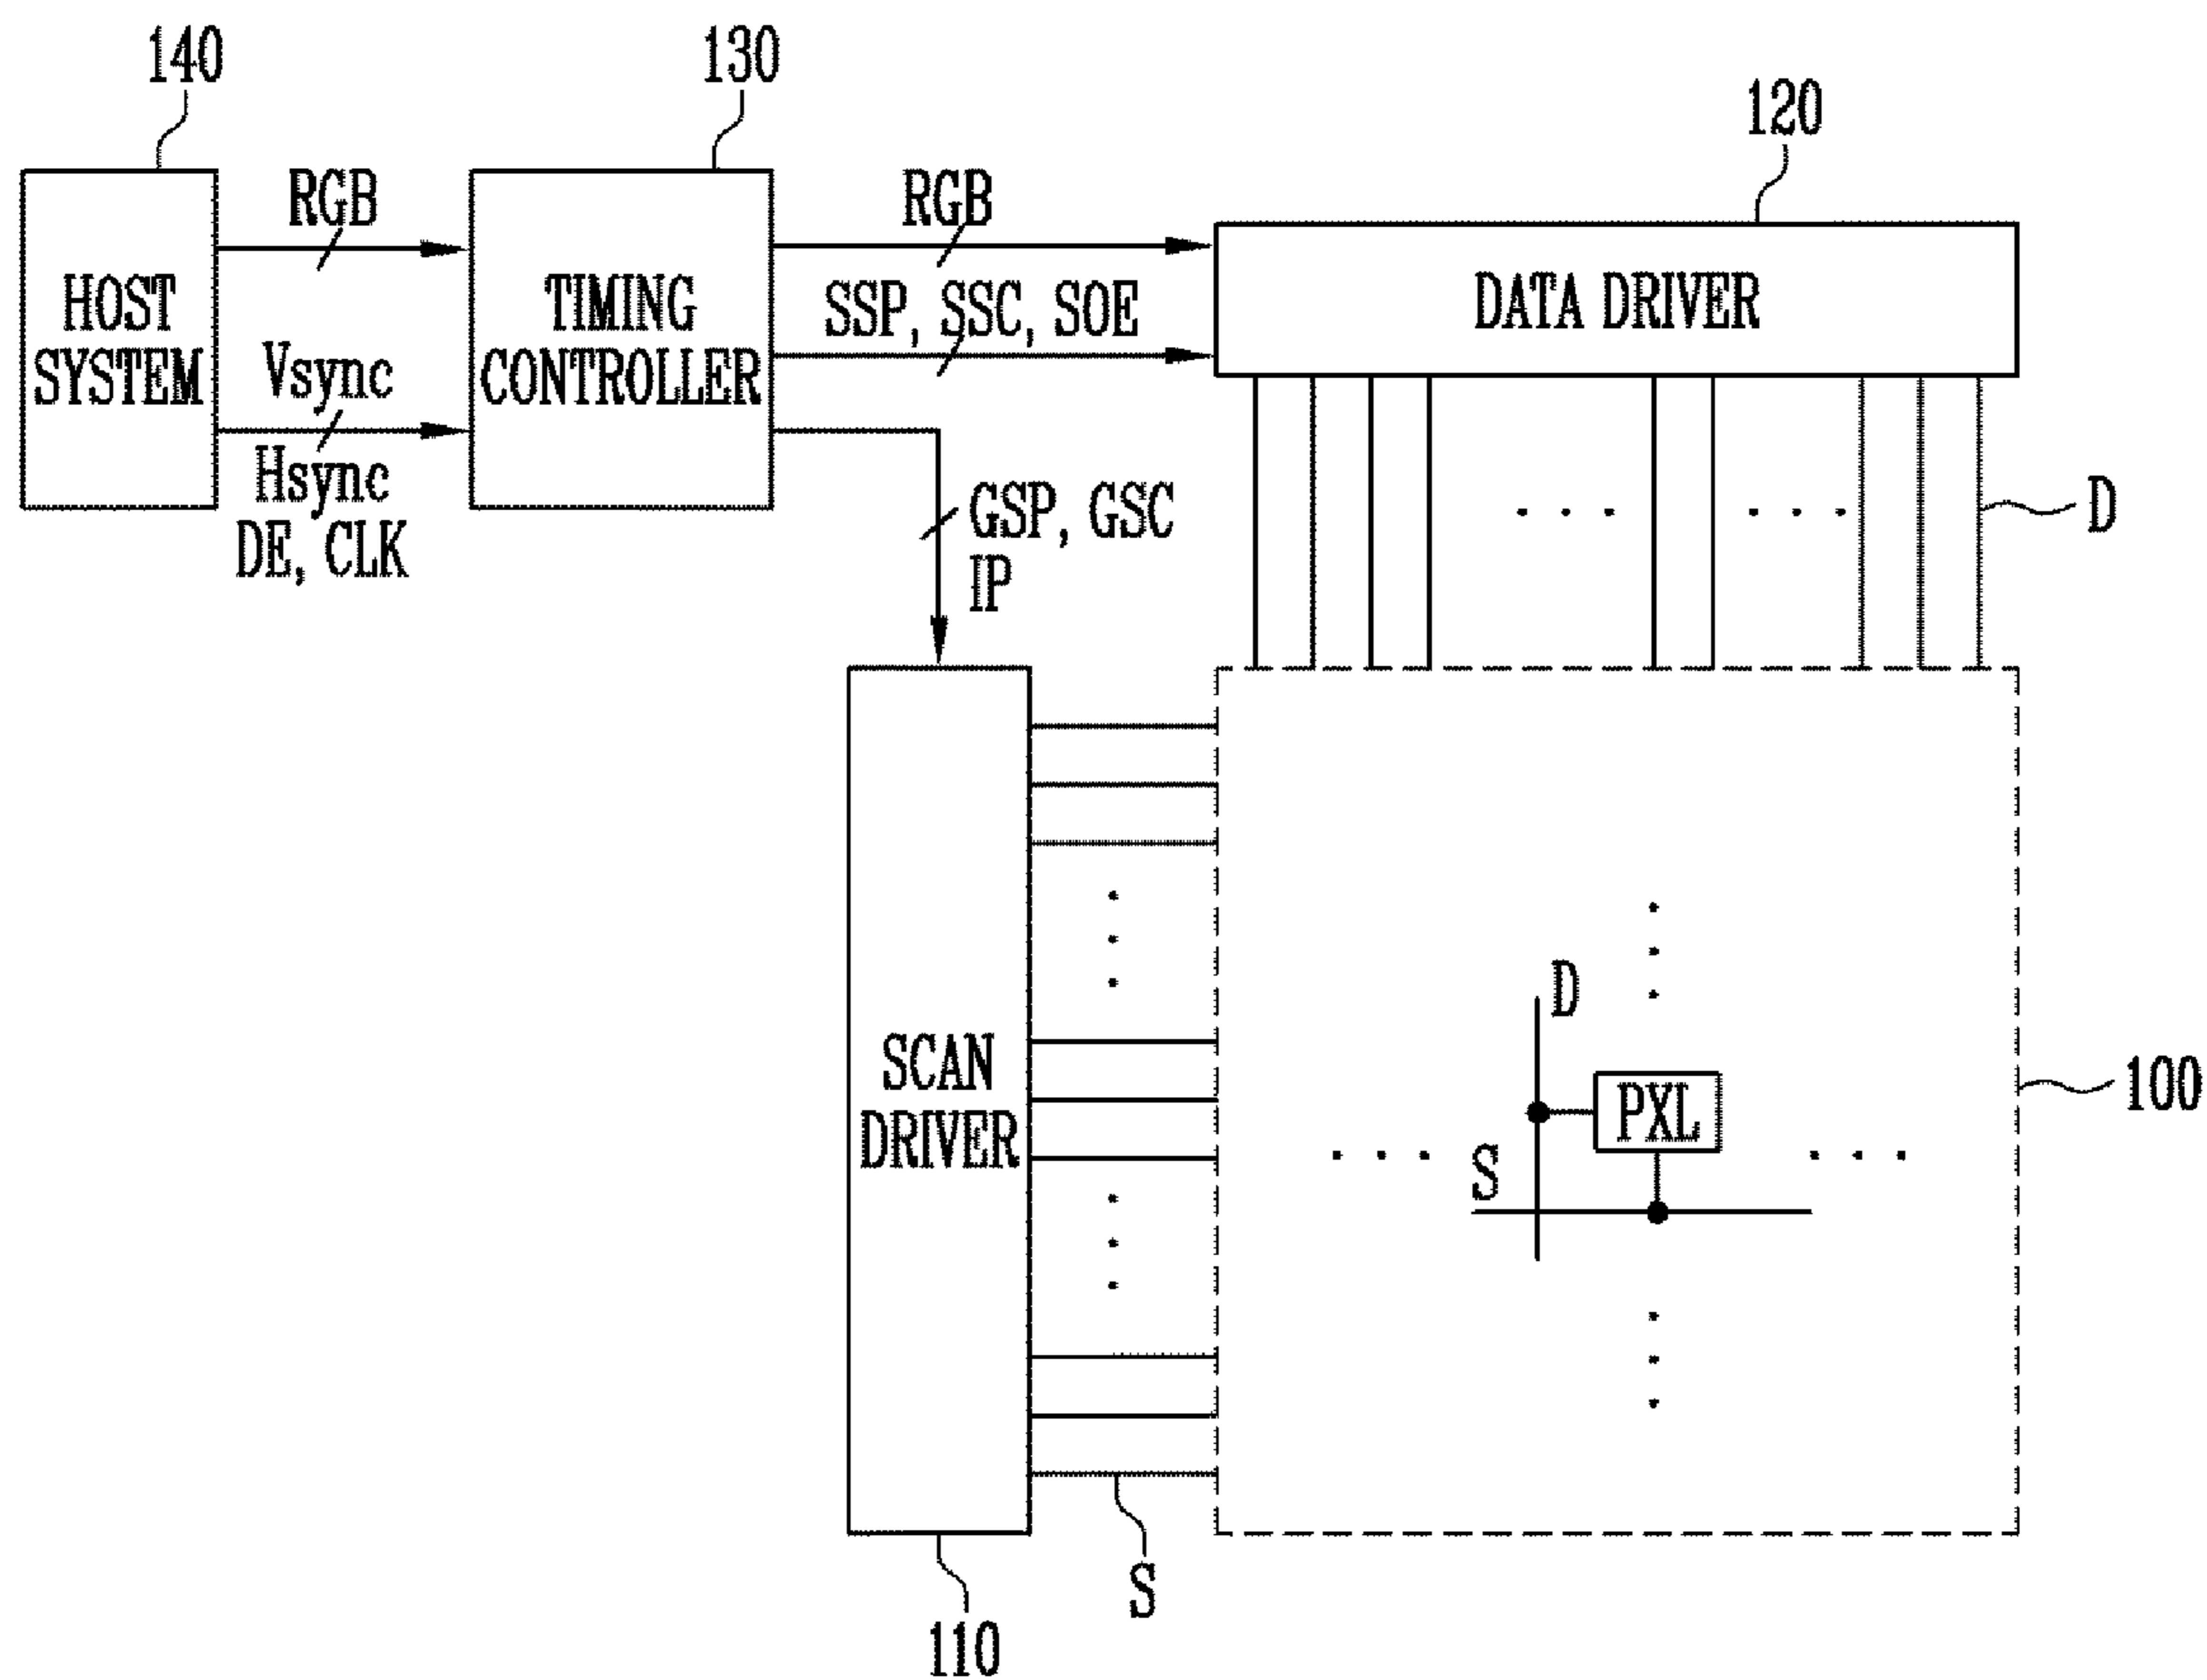 140
130
120
RGB
RGB
HOST
SYSTEM
TIMING
CONTROLLER
DATA DRIVER
SSP, SSC, SOE
Vsync
Hsync
DE, CLK
GSP, GSC
IP
D
D
SCAN
DRIVER
PXL
100
S
S
110